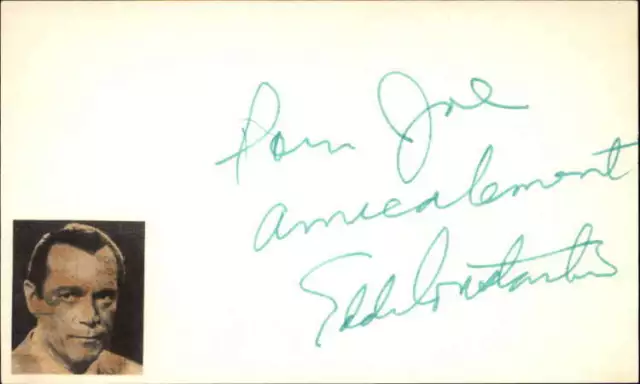 Pour Joe
amicalement
Eddie Constantine